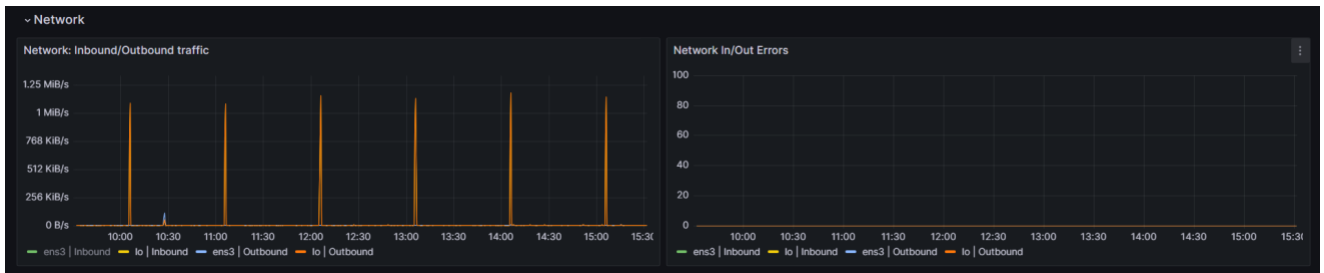 Network
Network: Inbound/Outbound traffic
1.25 MiB/s
1 MiB/s
768 KiB/s
512 KiB/s
256 KiB/s
0 B/s
10:00 10:30 11:00 11:30 12:00 12:30 13:00 13:30 14:00 14:30 15:00 15:30
ens3 | Inbound lo | Inbound ens3 | Outbound lo | Outbound
Network In/Out Errors
100
80
60
40
20
0
10:00 10:30 11:00 11:30 12:00 12:30 13:00 13:30 14:00 14:30 15:00 15:30
ens3 | Inbound lo | Inbound ens3 | Outbound lo | Outbound